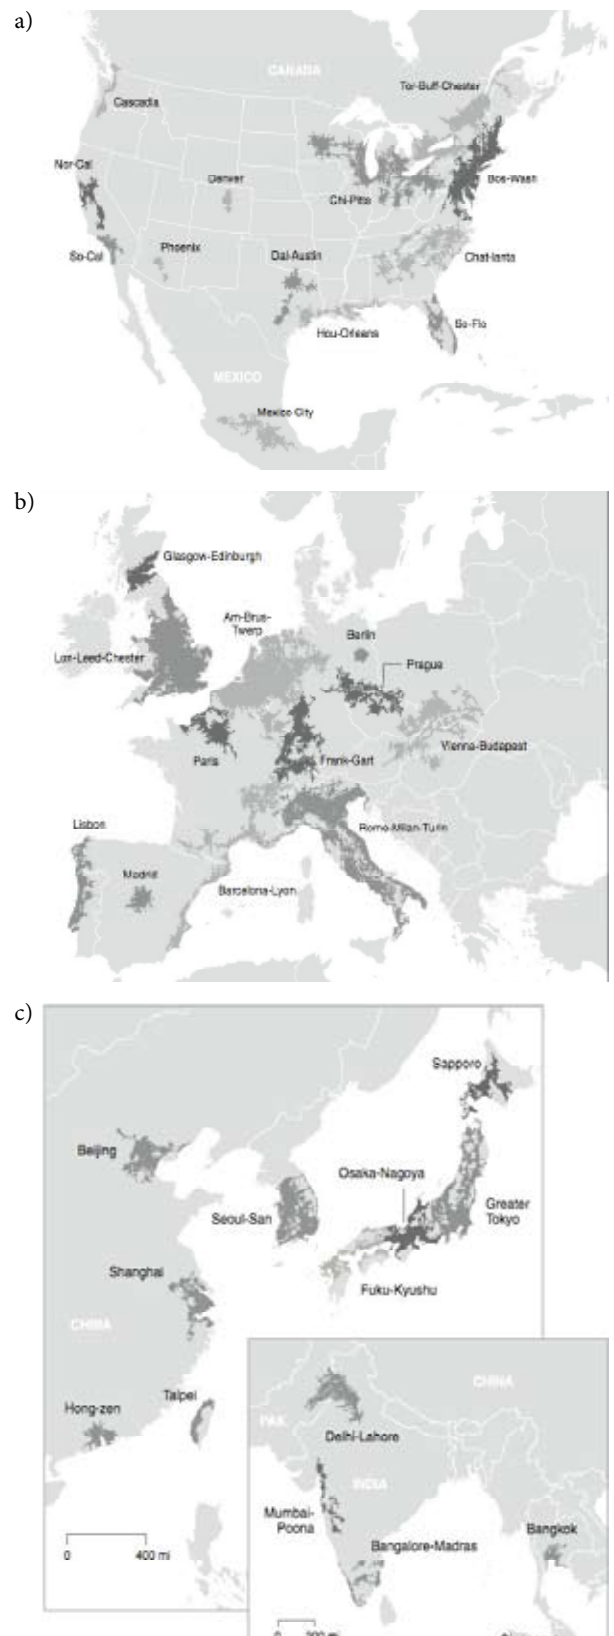 a)
CANADA
Tor-Buff-Chester
Cascadia
Nor-Cal
Denver
Bos-Wash
Chi-Pitts
So-Cal
Phoenix
Dal-Austin
Char-lanta
Hou-Orleans
So-Flo
MEXICO
Mexico City
b)
Glasgow-Edinburgh
Am-Brus-
Twerp
Berlin
Lon-Leed-Chester
Prague
Vienna-Budapest
Paris
Frank-Gart
Rome-Milan-Turin
Lisbon
Madrid
Barcelona-Lyon
c)
Sapporo
Beijing
Osaka-Nagoya
Seoul-San
Greater
Tokyo
Shanghai
Fuku-Kyushu
CHINA
Taipei
Hong-zen
CHINA
PAK
Delhi-Lahore
INDIA
Mumbai-
Poona
Bangkok
Bangalore-Madras
0 400 mi